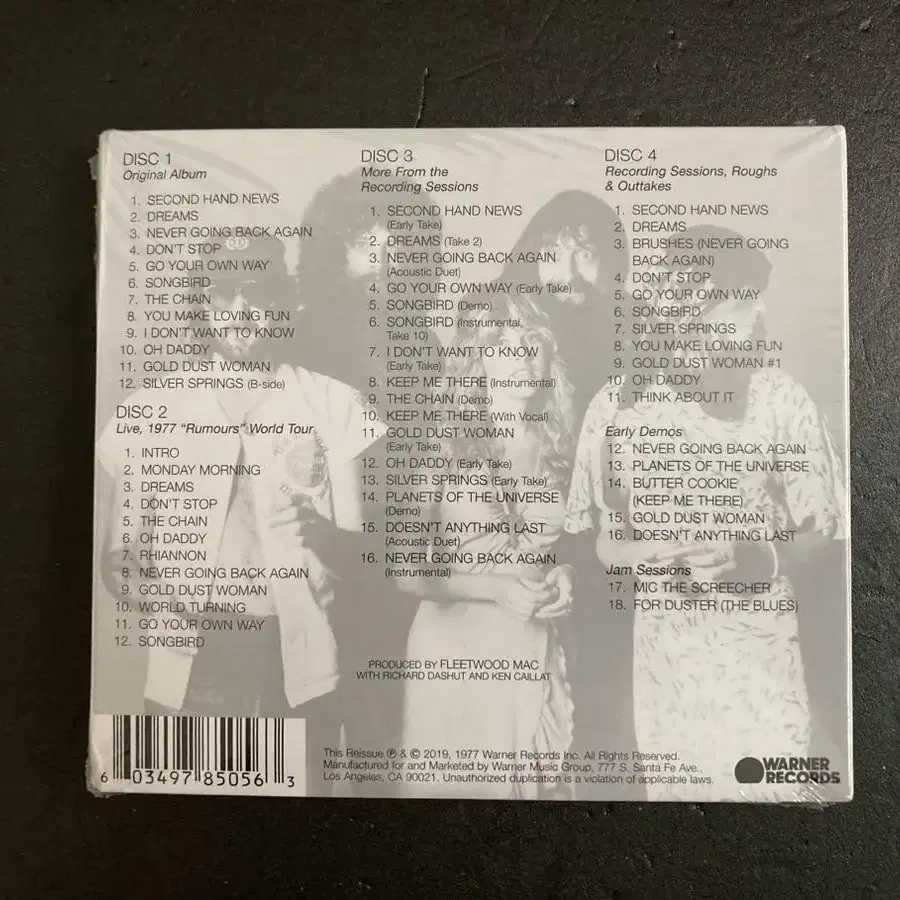 DISC 1
Original Album
1. SECOND HAND NEWS
2. DREAMS
3. NEVER GOING BACK AGAIN
4. DON'T STOP
5. GO YOUR OWN WAY
6. SONGBIRD
7. THE CHAIN
8. YOU MAKE LOVING FUN
9. I DON'T WANT TO KNOW
10. OH DADDY
11. GOLD DUST WOMAN
12. SILVER SPRINGS (B-side)
DISC 2
Live, 1977 "Rumours" World Tour
1. INTRO
2. MONDAY MORNING
3. DREAMS
4. DON'T STOP
5. THE CHAIN
6. OH DADDY
7. RHIANNON
8. NEVER GOING BACK AGAIN
9. GOLD DUST WOMAN
10. WORLD TURNING
11. GO YOUR OWN WAY
12. SONGBIRD
DISC 3
More From the
Recording Sessions
1. SECOND HAND NEWS
(Early Take)
2. DREAMS (Take 2)
3. NEVER GOING BACK AGAIN
(Acoustic Duet)
4. GO YOUR OWN WAY (Early Take)
5. SONGBIRD (Demo)
6. SONGBIRD (Instrumental,
Take 10)
7. I DON'T WANT TO KNOW
(Early Take)
8. KEEP ME THERE (Instrumental)
9. THE CHAIN (Demo)
10. KEEP ME THERE (With Vocal)
11. GOLD DUST WOMAN
(Early Take)
12. OH DADDY (Early Take)
13. SILVER SPRINGS (Early Take)
14. PLANETS OF THE UNIVERSE
(Demo)
15. DOESN'T ANYTHING LAST
(Acoustic Duet)
16. NEVER GOING BACK AGAIN
(Instrumental)
DISC 4
Recording Sessions, Roughs
& Outtakes
1. SECOND HAND NEWS
2. DREAMS
3. BRUSHES (NEVER GOING
BACK AGAIN)
4. DON'T STOP
5. GO YOUR OWN WAY
6. SONGBIRD
7. SILVER SPRINGS
8. YOU MAKE LOVING FUN
9. GOLD DUST WOMAN #1
10. OH DADDY
11. THINK ABOUT IT
Early Demos
12. NEVER GOING BACK AGAIN
13. PLANETS OF THE UNIVERSE
14. BUTTER COOKIE
(KEEP ME THERE)
15. GOLD DUST WOMAN
16. DOESN'T ANYTHING LAST
Jam Sessions
17. MIC THE SCREECHER
18. FOR DUSTER (THE BLUES)
PRODUCED BY FLEETWOOD MAC
WITH RICHARD DASHUT AND KEN CAILLAT
6 03497 85056 3
This Reissue ℗ & © 2019, 1977 Warner Records Inc. All Rights Reserved.
Manufactured for and Marketed by Warner Music Group, 777 S. Santa Fe Ave.,
Los Angeles, CA 90021. Unauthorized duplication is a violation of applicable laws.
WARNER
RECORDS